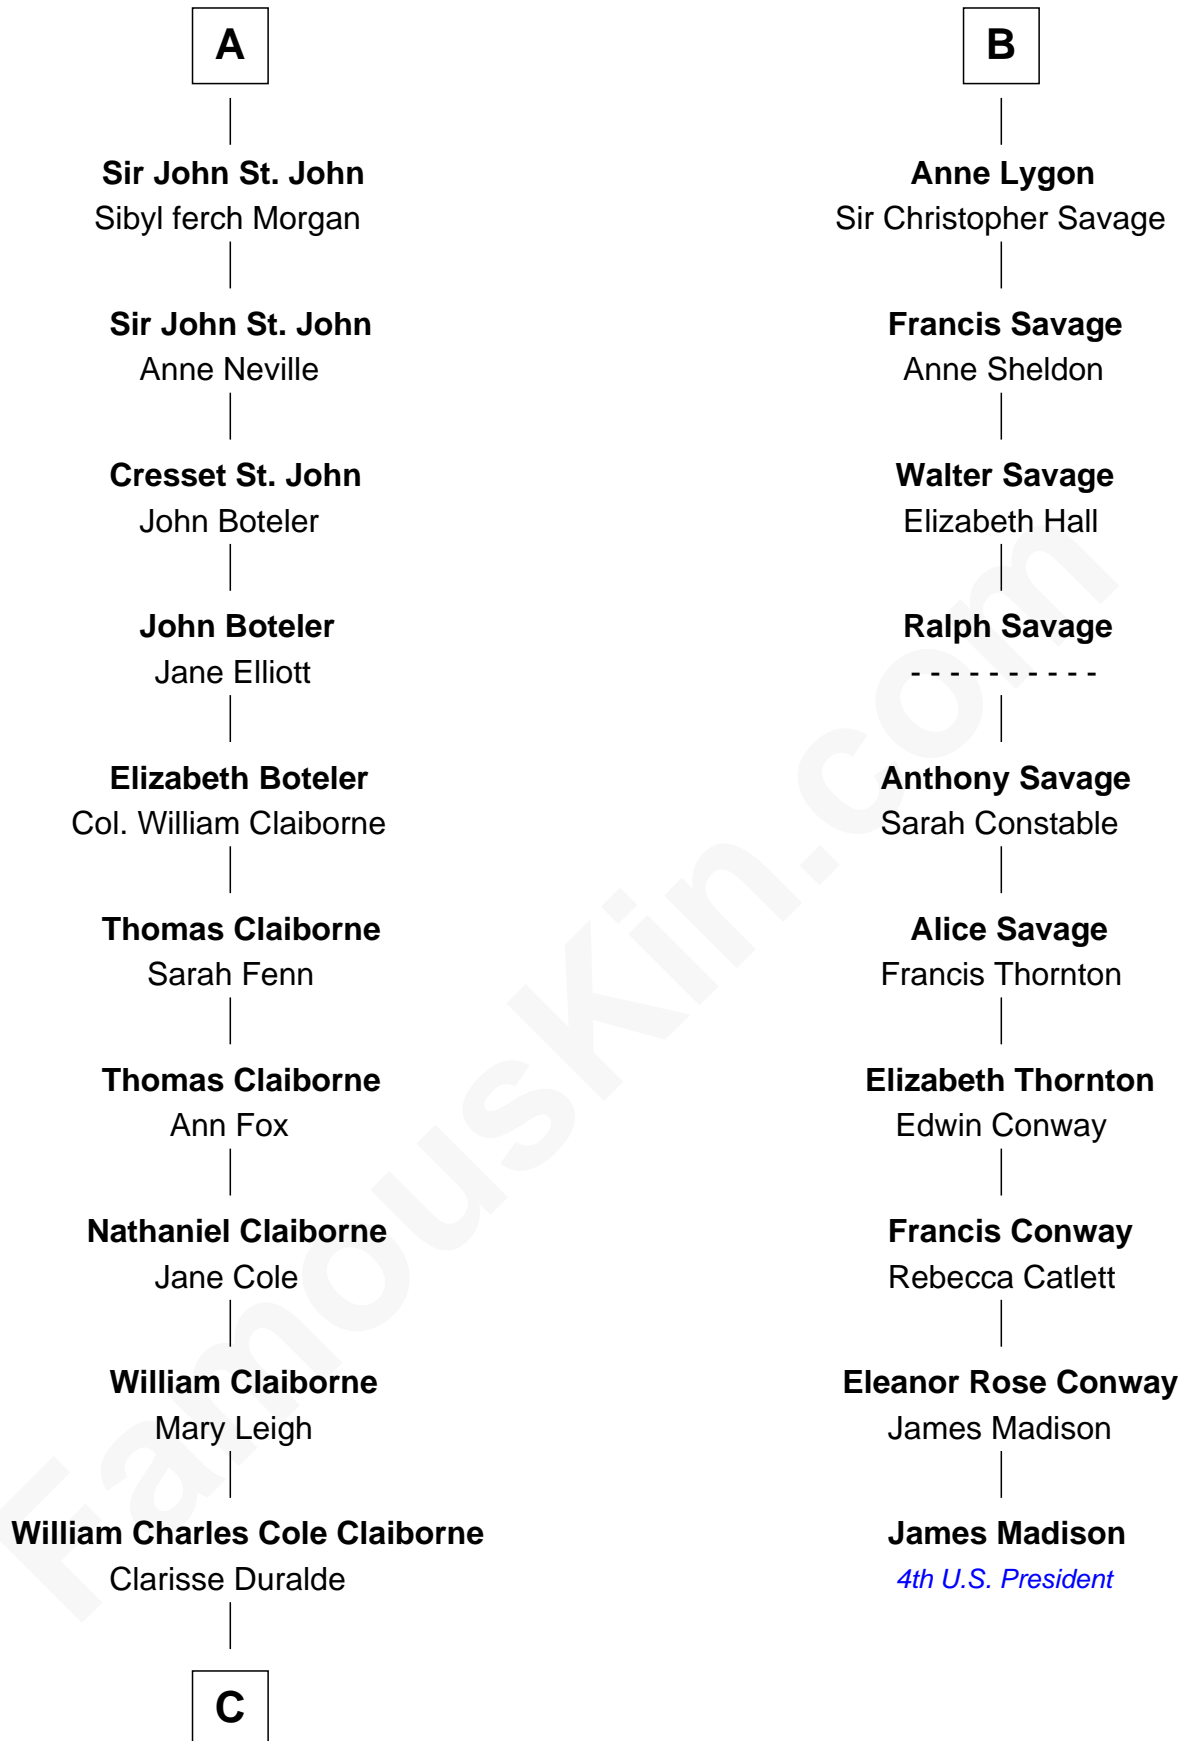 A
Sir John St. John
Sibyl ferch Morgan
Sir John St. John
Anne Neville
Cresset St. John
John Boteler
John Boteler
Jane Elliott
Elizabeth Boteler
Col. William Claiborne
Thomas Claiborne
Sarah Fenn
Thomas Claiborne
Ann Fox
Nathaniel Claiborne
Jane Cole
William Claiborne
Mary Leigh
William Charles Cole Claiborne
Clarisse Duralde
C
B
Anne Lygon
Sir Christopher Savage
Francis Savage
Anne Sheldon
Walter Savage
Elizabeth Hall
Ralph Savage
- - - - - - - - - -
Anthony Savage
Sarah Constable
Alice Savage
Francis Thornton
Elizabeth Thornton
Edwin Conway
Francis Conway
Rebecca Catlett
Eleanor Rose Conway
James Madison
James Madison
4th U.S. President
FamousKin.com